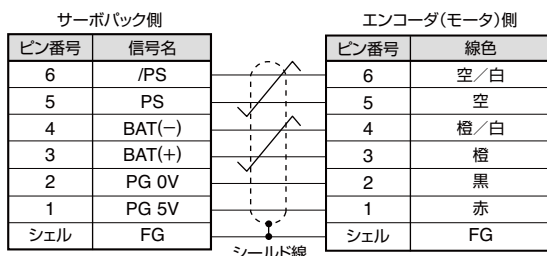 サーボパック側 エンコーダ(モータ)側
ピン番号 信号名 ピン番号 線色
6 /PS 6 空/白
5 PS 5 空
4 BAT(−) 4 橙/白
3 BAT(+) 3 橙
2 PG 0V 2 黒
1 PG 5V 1 赤
シェル FG シェル FG
シールド線